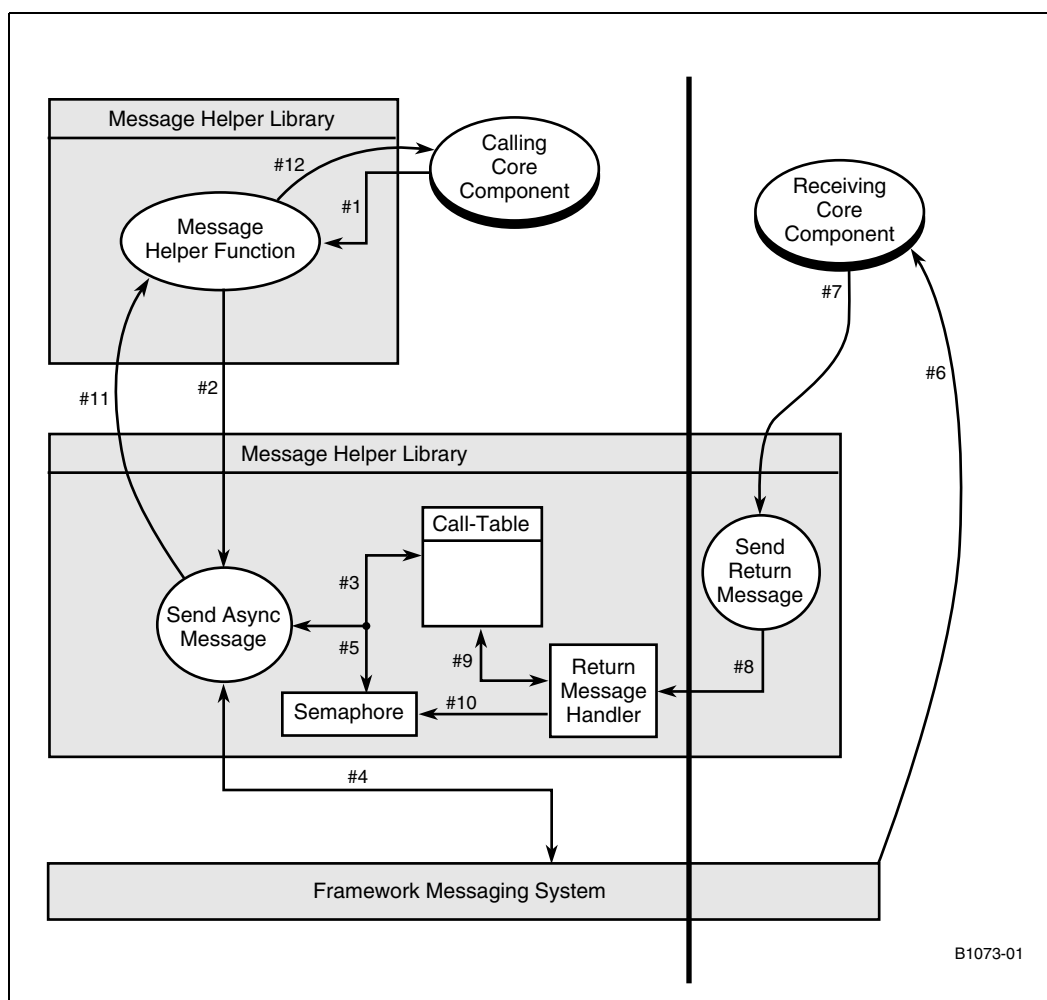 Message Helper Library
Calling
Core
Component
#12
#1
Message
Helper Function
Receiving
Core
Component
#7
#6
#2
#11
Message Helper Library
Call-Table
Send
Return
Message
#3
Send Async
Message
#5
#9
Return
Message
Handler
#8
#10
Semaphore
#4
Framework Messaging System
B1073-01